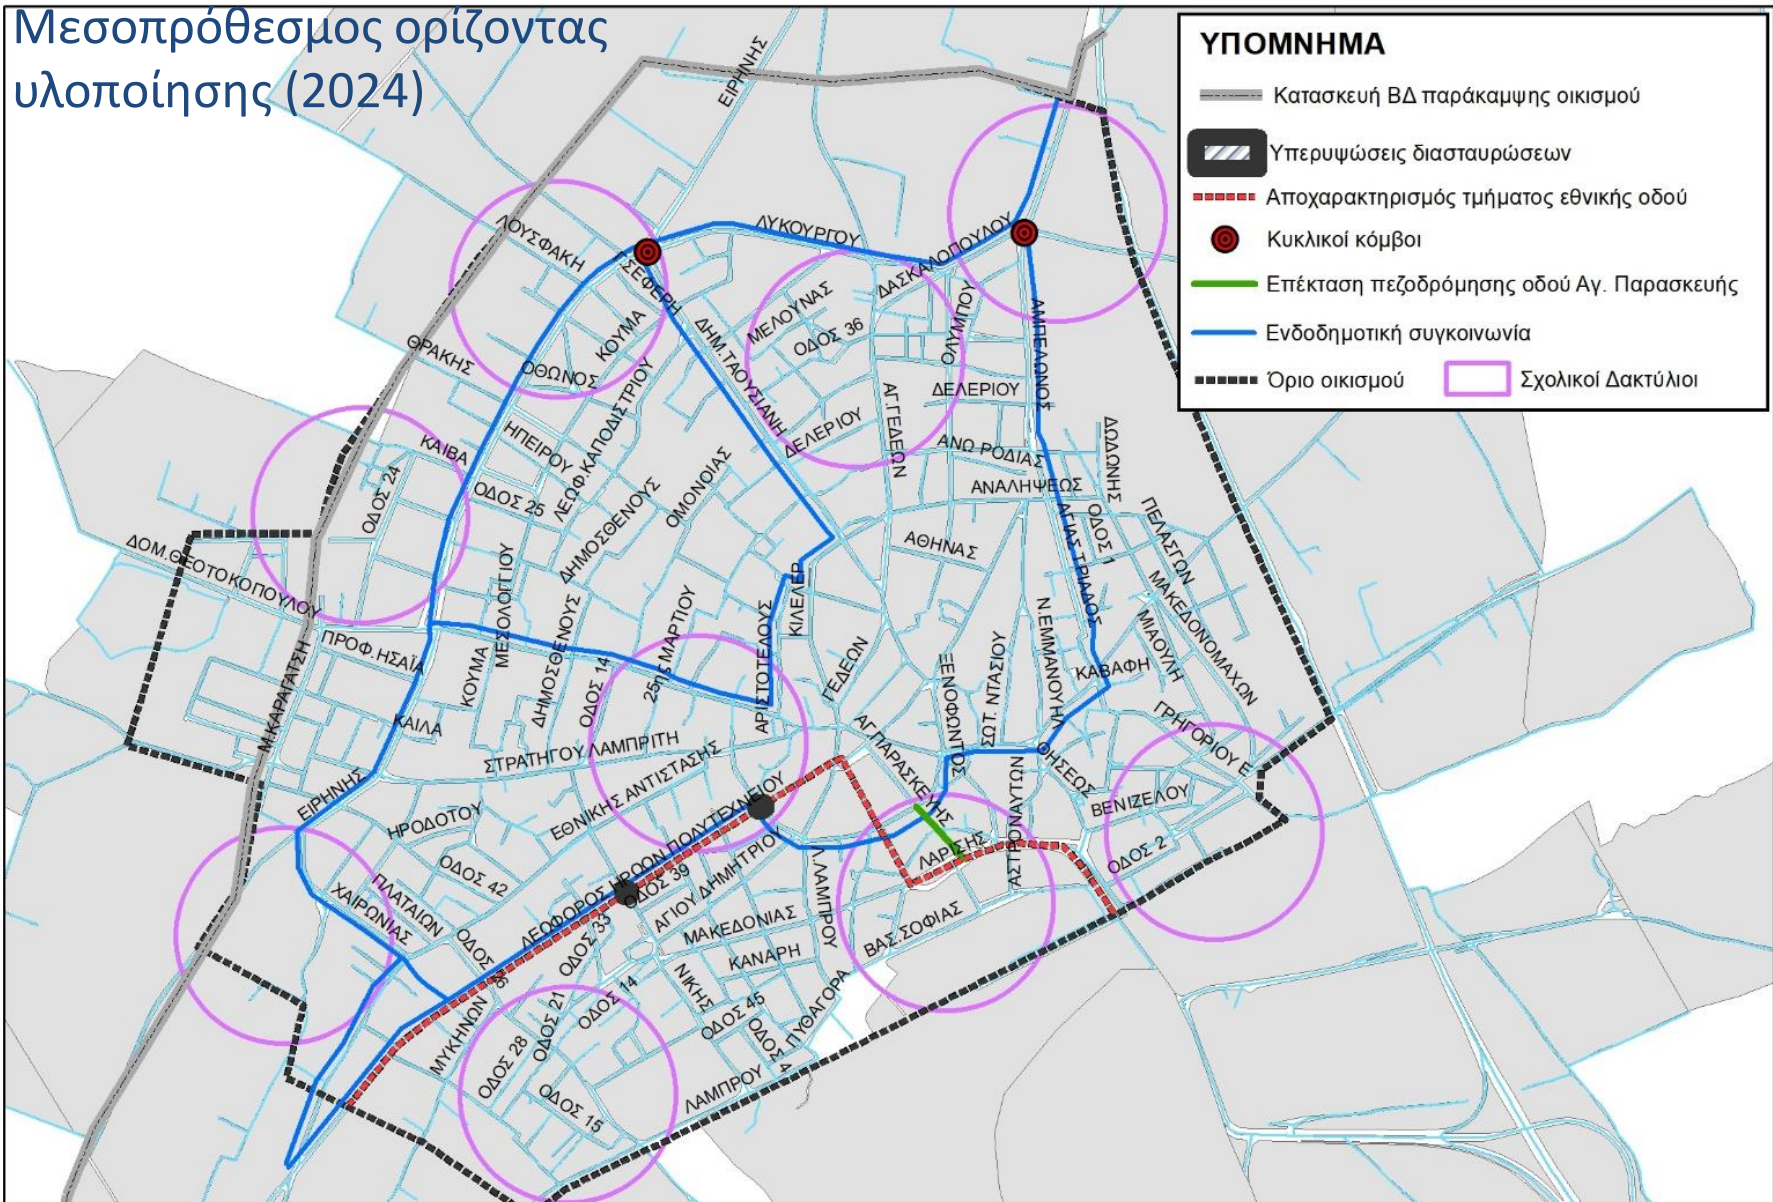 Μεσοπρόθεσμος ορίζοντας
υλοποίησης (2024)
ΥΠΟΜΝΗΜΑ
Κατασκευή ΒΔ παράκαμψης οικισμού
Υπερυψώσεις διασταυρώσεων
Αποχαρακτηρισμός τμήματος εθνικής οδού
Κυκλικοί κόμβοι
Επέκταση πεζοδρόμησης οδού Αγ. Παρασκευής
Ενδοδημοτική συγκοινωνία
Όριο οικισμού
Σχολικοί Δακτύλιοι
ΕΙΡΗΝΗΣ
ΛΟΥΣΦΑΚΗ
ΛΥΚΟΥΡΓΟΥ
ΔΑΣΚΑΛΟΠΟΥΛΟΥ
ΓΣΕΦΕΡΗ
ΚΟΥΜΑ
ΔΗΜ.ΤΑΟΥΣΙΑΝΗ
ΜΕΛΟΥΝΑΣ
ΟΔΟΣ 36
ΟΛΥΜΠΟΥ
ΑΜΠΕΛΩΝΟΣ
ΘΡΑΚΗΣ
ΟΘΩΝΟΣ
ΛΕΩΦ.ΚΑΠΟΔΙΣΤΡΙΟΥ
ΔΕΛΕΡΙΟΥ
ΑΓ.ΓΕΔΕΩΝ
ΔΕΛΕΡΙΟΥ
ΗΠΕΙΡΟΥ
ΚΑΙΒΑ
ΟΔΟΣ 24
ΟΔΟΣ 25
ΟΜΟΝΟΙΑΣ
ΔΗΜΟΣΘΕΝΟΥΣ
ΑΝΩ ΡΟΔΙΑΣ
ΑΝΑΛΗΨΕΩΣ
ΔΩΔΩΝΗΣ
ΟΔΟΣ 1
ΠΕΛΑΣΓΩΝ
ΑΓΙΑΣ ΤΡΙΑΔΟΣ
ΑΘΗΝΑΣ
ΔΟΜ.ΘΕΟΤΟΚΟΠΟΥΛΟΥ
ΜΕΣΟΛΟΓΓΙΟΥ
ΔΗΜΟΣΘΕΝΟΥΣ
ΟΔΟΣ 14
25ης ΜΑΡΤΙΟΥ
ΑΡΙΣΤΟΤΕΛΟΥΣ
ΚΙΛΕΛΕΡ
ΓΕΔΕΩΝ
ΞΕΝΟΦΩΝΤΟΣ
ΣΩΤ. ΝΤΑΣΙΟΥ
Ν.ΕΜΜΑΝΟΥΗΛ
ΜΑΚΕΔΟΝΟΜΑΧΩΝ
ΜΙΑΟΥΛΗ
ΚΑΒΑΦΗ
ΠΡΟΦ.ΗΣΑΪΑ
Μ.ΚΑΡΑΓΑΤΣΗ
ΚΟΥΜΑ
ΚΑΙΛΑ
ΣΤΡΑΤΗΓΟΥ ΛΑΜΠΡΙΤΗ
ΑΓ.ΠΑΡΑΣΚΕΥΗΣ
ΓΡΗΓΟΡΙΟΥ Ε
ΘΗΣΕΩΣ
ΒΕΝΙΖΕΛΟΥ
ΕΙΡΗΝΗΣ
ΗΡΟΔΟΤΟΥ
ΕΘΝΙΚΗΣ ΑΝΤΙΣΤΑΣΗΣ
ΛΕΩΦΟΡΟΣ ΗΡΩΩΝ ΠΟΛΥΤΕΧΝΕΙΟΥ
ΑΣΤΡΟΝΑΥΤΩΝ
ΛΑΡΙΣΗΣ
ΟΔΟΣ 2
ΟΔΟΣ 42
ΟΔΟΣ 39
ΑΓΙΟΥ ΔΗΜΗΤΡΙΟΥ
Λ.ΛΑΜΠΡΟΥ
ΠΛΑΤΑΙΩΝ
ΧΑΙΡΩΝΙΑΣ
ΟΔΟΣ
ΟΔΟΣ 33
ΜΑΚΕΔΟΝΙΑΣ
ΒΑΣ.ΣΟΦΙΑΣ
ΚΑΝΑΡΗ
ΝΙΚΗΣ
ΟΔΟΣ 14
ΟΔΟΣ 21
ΟΔΟΣ 28
ΜΥΚΗΝΩΝ
ΟΔΟΣ 45
ΟΔΟΣ 4
ΠΥΘΑΓΟΡΑ
ΟΔΟΣ 15
ΛΑΜΠΡΟΥ